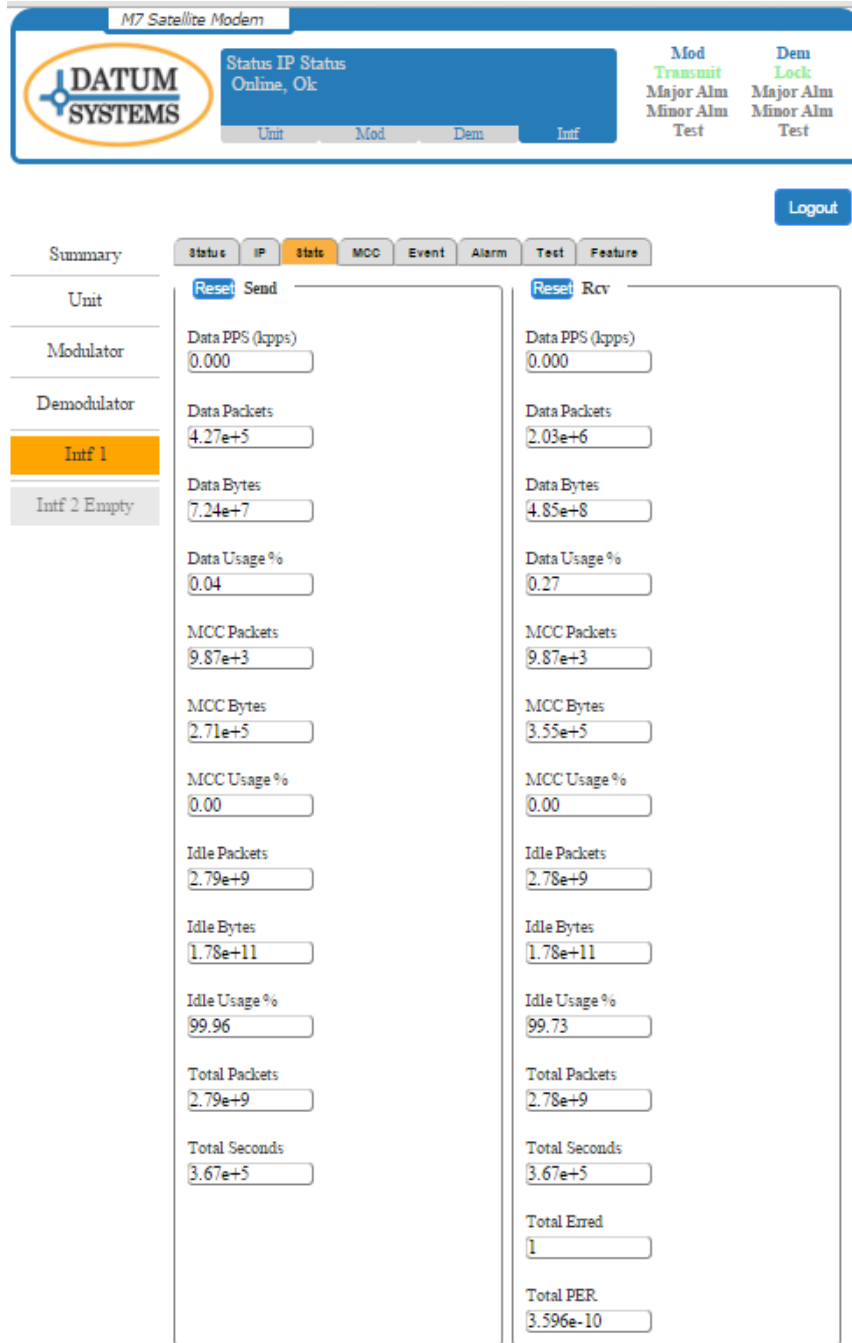 M7 Satellite Modem
DATUM
SYSTEMS
Status IP Status
Online, Ok
Unit Mod Dem Intf
Mod Dem
Transmit Lock
Major Alm Major Alm
Minor Alm Minor Alm
Test Test
Logout
Summary
Unit
Modulator
Demodulator
Intf 1
Intf 2 Empty
Status IP Stats MCC Event Alarm Test Feature
Reset Send
Data PPS (kpps)
0.000
Data Packets
4.27e+5
Data Bytes
7.24e+7
Data Usage %
0.04
MCC Packets
9.87e+3
MCC Bytes
2.71e+5
MCC Usage %
0.00
Idle Packets
2.79e+9
Idle Bytes
1.78e+11
Idle Usage %
99.96
Total Packets
2.79e+9
Total Seconds
3.67e+5
Reset Rcv
Data PPS (kpps)
0.000
Data Packets
2.03e+6
Data Bytes
4.85e+8
Data Usage %
0.27
MCC Packets
9.87e+3
MCC Bytes
3.55e+5
MCC Usage %
0.00
Idle Packets
2.78e+9
Idle Bytes
1.78e+11
Idle Usage %
99.73
Total Packets
2.78e+9
Total Seconds
3.67e+5
Total Erred
1
Total PER
3.596e-10